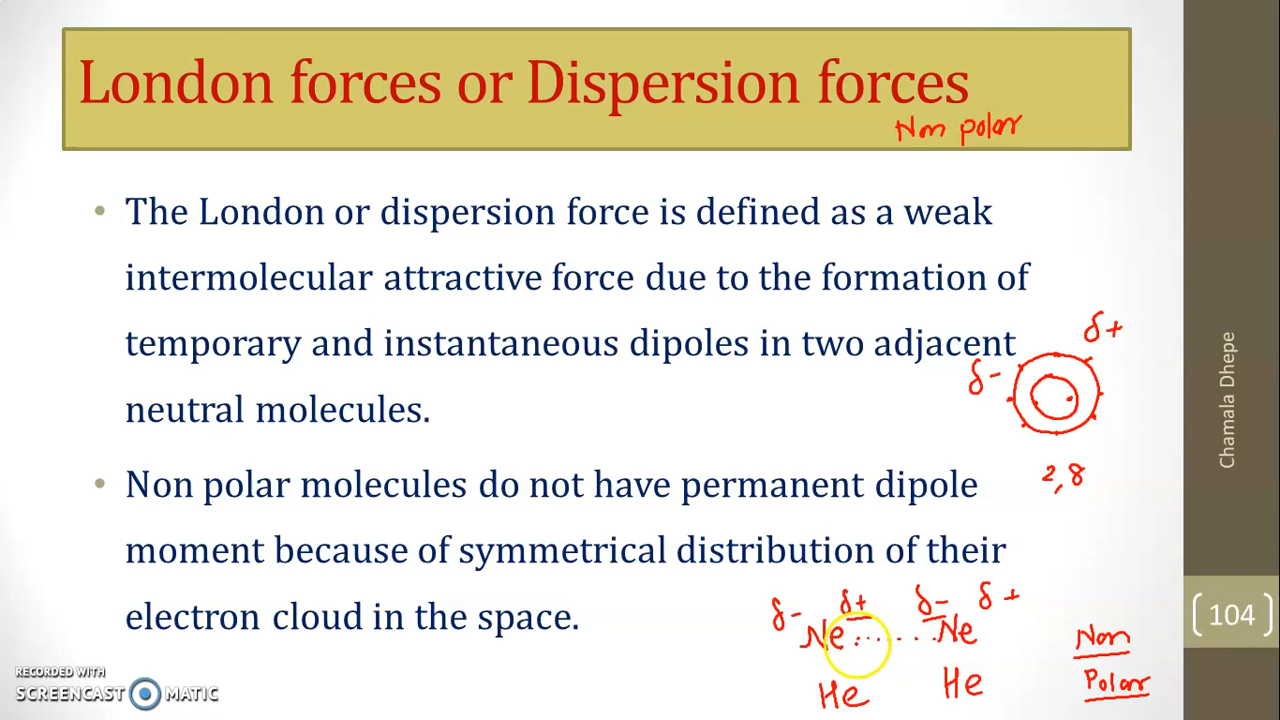 London forces or Dispersion forces
Non polar
• The London or dispersion force is defined as a weak
intermolecular attractive force due to the formation of
temporary and instantaneous dipoles in two adjacent
neutral molecules.
δ+
δ-
2,8
• Non polar molecules do not have permanent dipole
moment because of symmetrical distribution of their
electron cloud in the space.
δ- δ+ δ- δ+
Ne.......Ne
He He
Non
Polar
Chamala Dhepe
104
RECORDED WITH
SCREENCAST MATIC